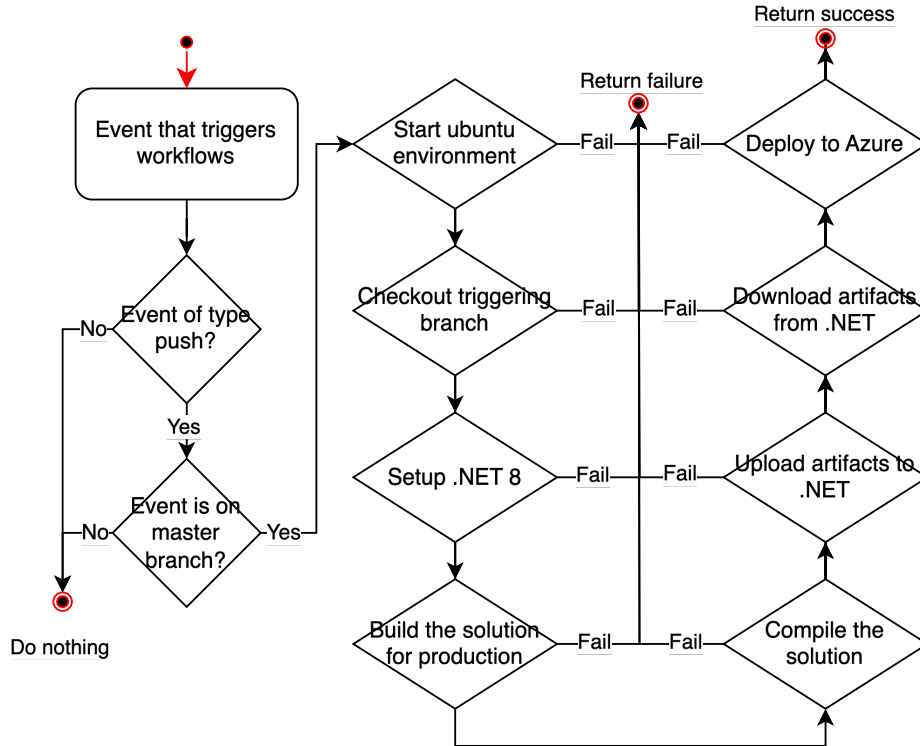 Return success
Return failure
Event that triggers
workflows
Start ubuntu
environment
Fail
Fail
Deploy to Azure
Event of type
push?
No
Yes
Checkout triggering
branch
Fail
Fail
Download artifacts
from .NET
Event is on
master
branch?
No
Yes
Setup .NET 8
Fail
Fail
Upload artifacts to
.NET
Do nothing
Build the solution
for production
Fail
Fail
Compile the
solution